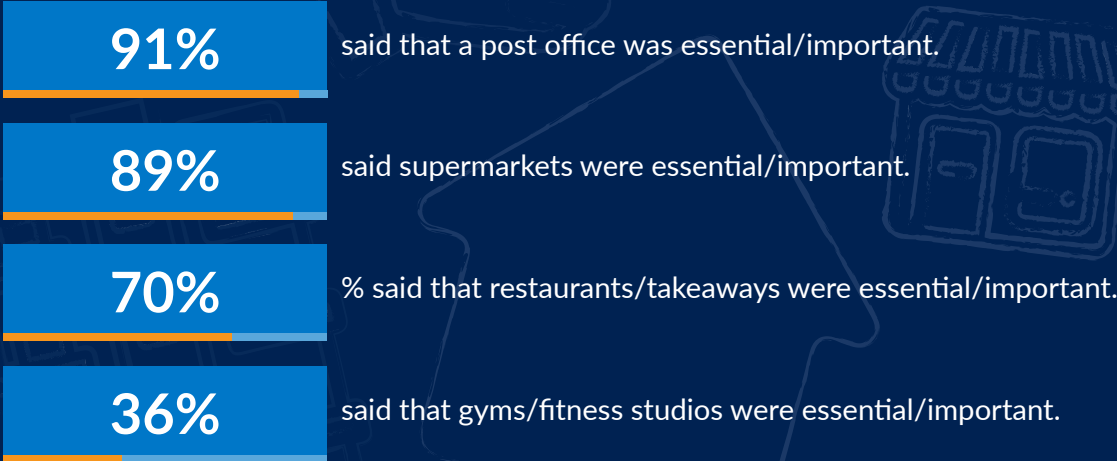 91% said that a post office was essential/important.
89% said supermarkets were essential/important.
70% % said that restaurants/takeaways were essential/important.
36% said that gyms/fitness studios were essential/important.